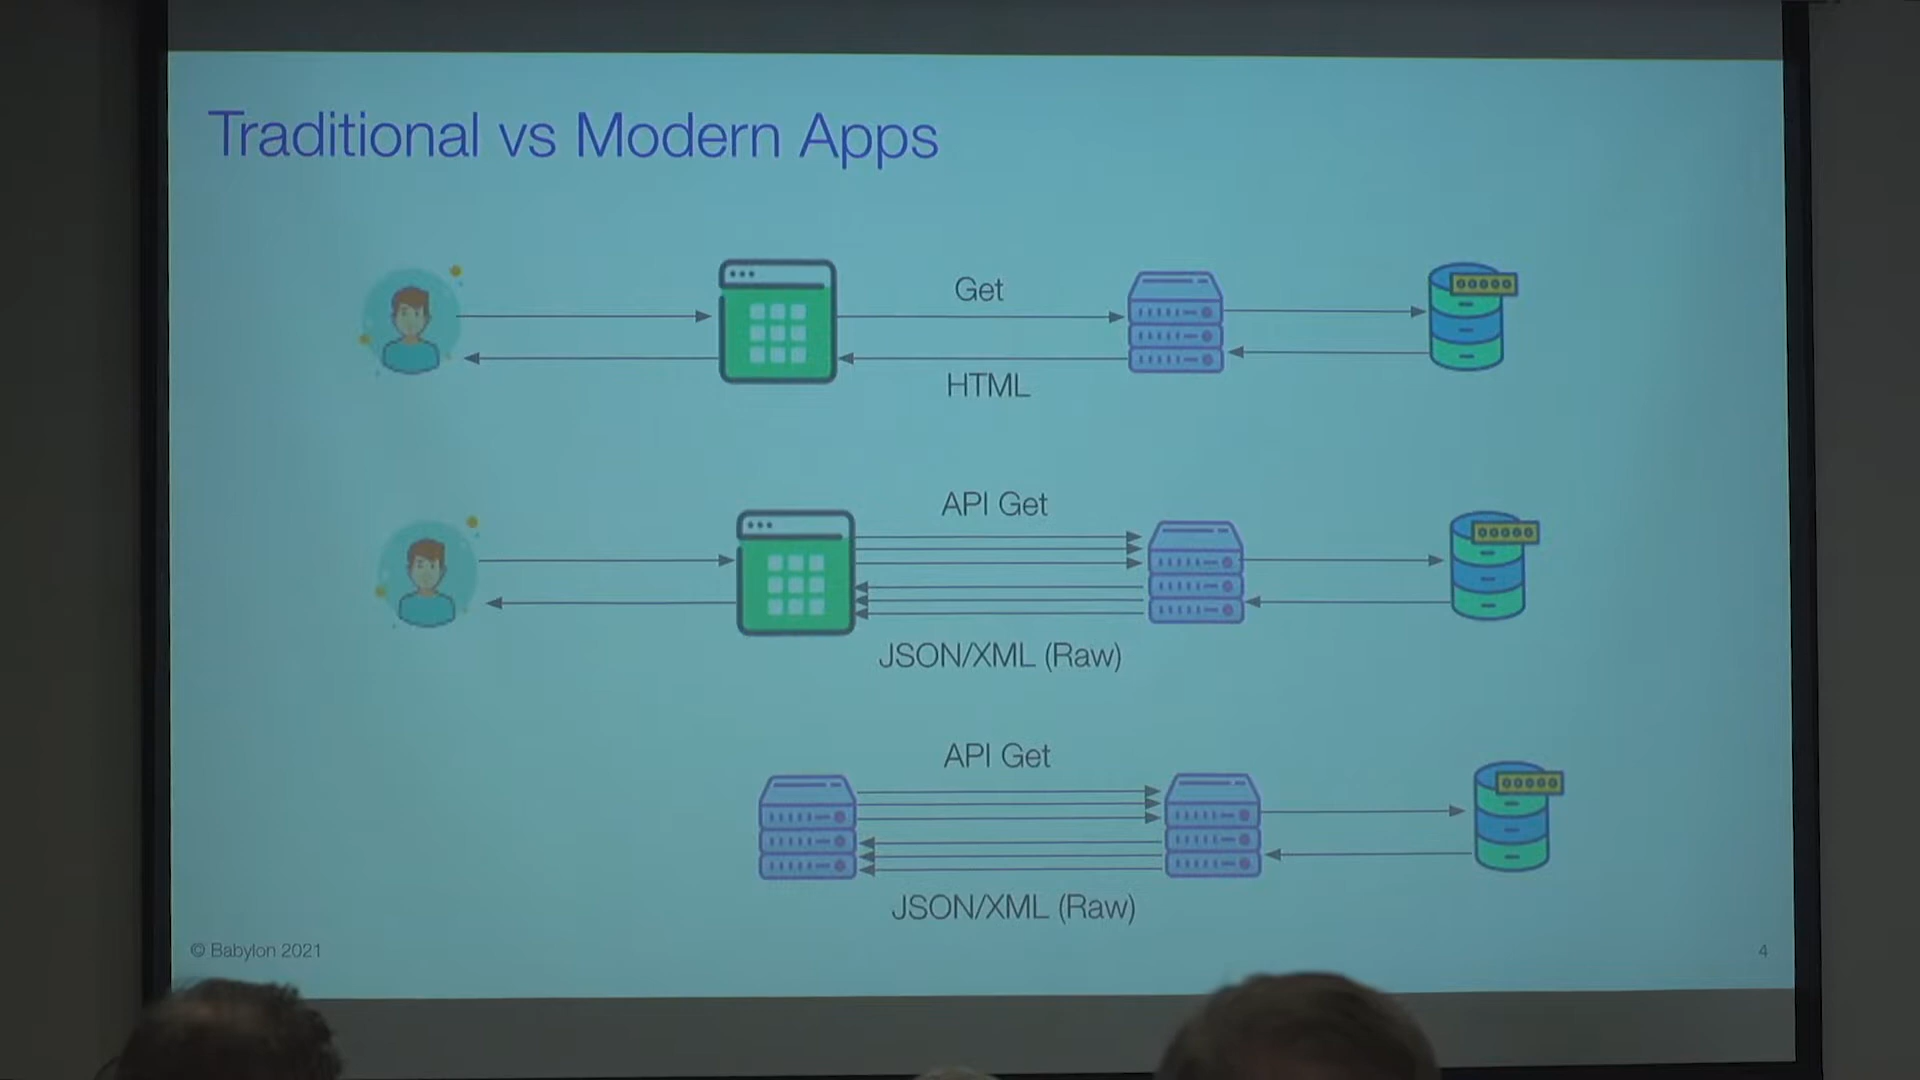 Traditional vs Modern Apps
Get
HTML
API Get
JSON/XML (Raw)
API Get
JSON/XML (Raw)
© Babylon 2021
4